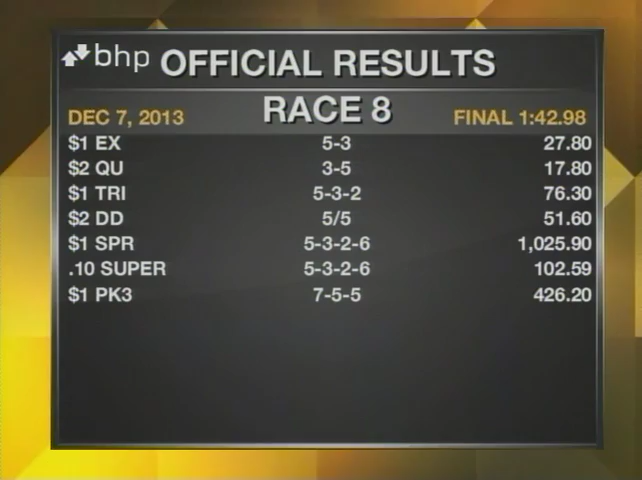 bhp OFFICIAL RESULTS
DEC 7, 2013 RACE 8 FINAL 1:42.98
$1 EX 5-3 27.80
$2 QU 3-5 17.80
$1 TRI 5-3-2 76.30
$2 DD 5/5 51.60
$1 SPR 5-3-2-6 1,025.90
.10 SUPER 5-3-2-6 102.59
$1 PK3 7-5-5 426.20